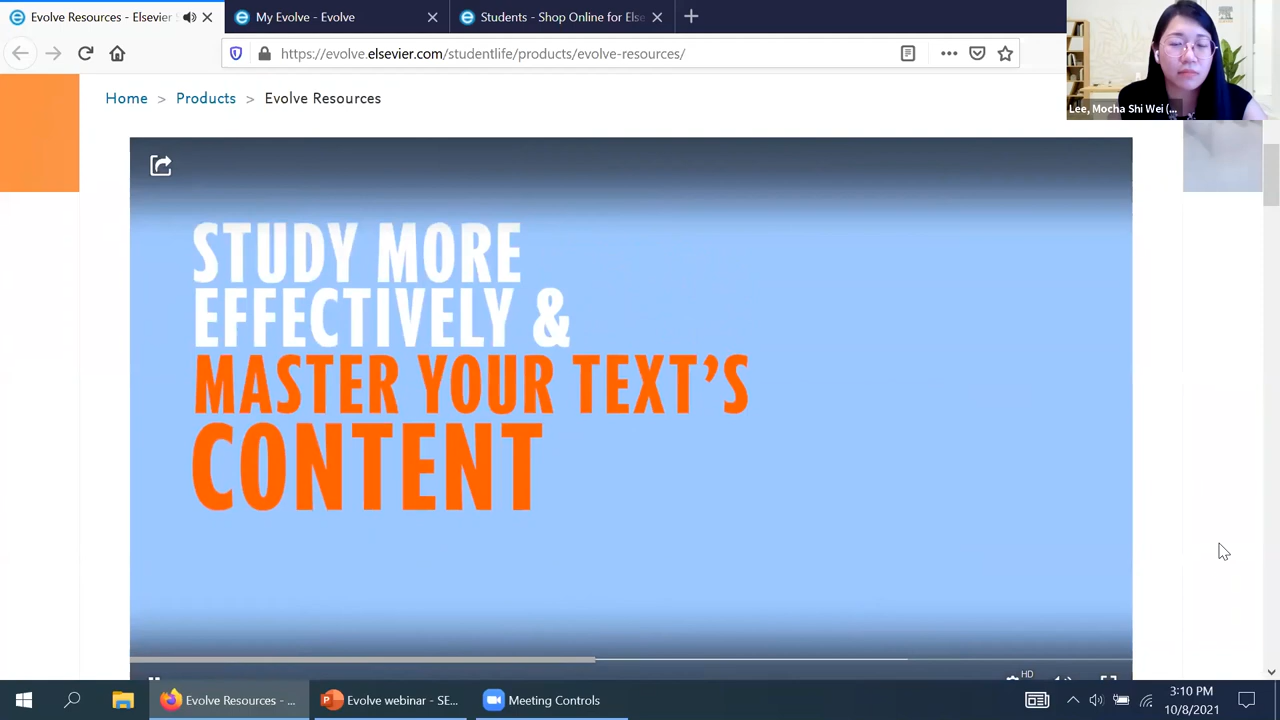 Evolve Resources - Elsevier S
My Evolve - Evolve
Students - Shop Online for Else
https://evolve.elsevier.com/studentlife/products/evolve-resources/
Lee, Mocha Shi Wei (...
Home > Products > Evolve Resources
STUDY MORE
EFFECTIVELY &
MASTER YOUR TEXT'S
CONTENT
HD
Evolve Resources - ...
Evolve webinar - SE...
Meeting Controls
3:10 PM
10/8/2021